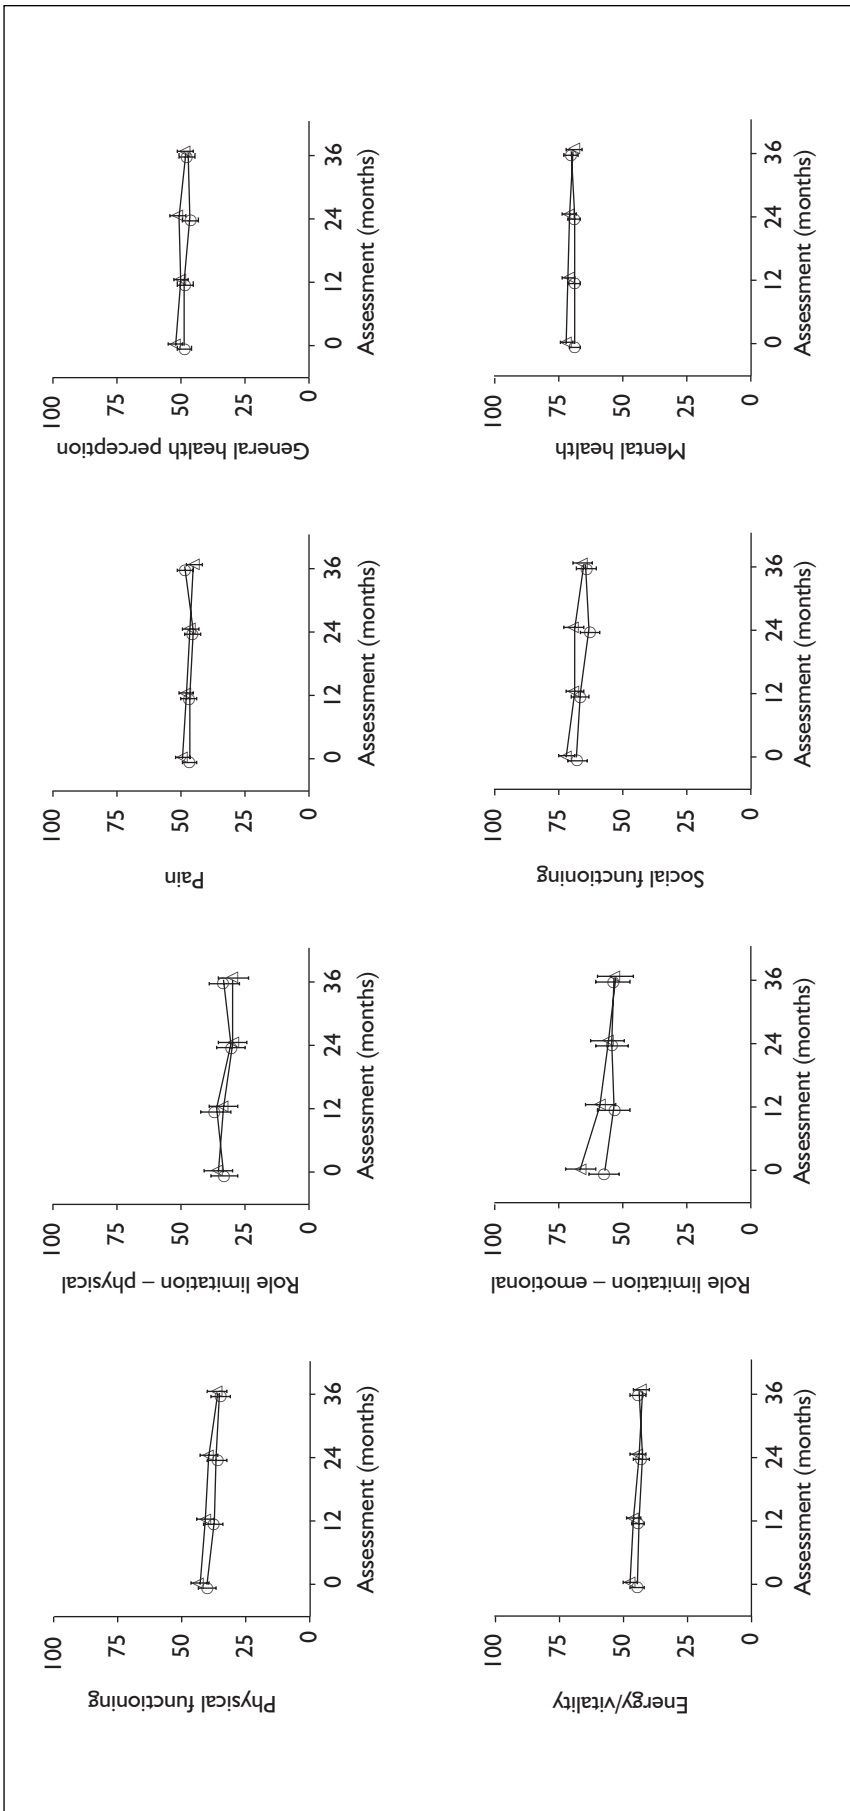 Physical functioning
100
75
50
25
0
0 12 24 36
Assessment (months)
Role limitation – physical
100
75
50
25
0
0 12 24 36
Assessment (months)
Pain
100
75
50
25
0
0 12 24 36
Assessment (months)
General health perception
100
75
50
25
0
0 12 24 36
Assessment (months)
Energy/vitality
100
75
50
25
0
0 12 24 36
Assessment (months)
Role limitation – emotional
100
75
50
25
0
0 12 24 36
Assessment (months)
Social functioning
100
75
50
25
0
0 12 24 36
Assessment (months)
Mental health
100
75
50
25
0
0 12 24 36
Assessment (months)